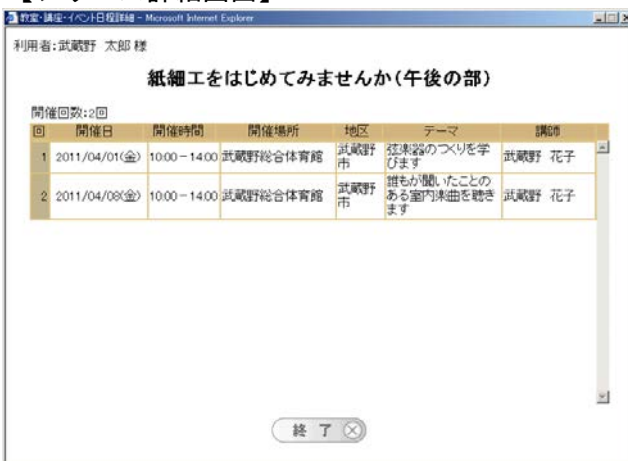 教室・講座・イベント日程詳細 - Microsoft Internet Explorer
利用者:武蔵野 太郎 様
紙細工をはじめてみませんか(午後の部)
開催回数:2回
回 開催日 開催時間 開催場所 地区 テーマ 講師
1 2011/04/01(金) 10:00-14:00 武蔵野総合体育館 武蔵野市 弦楽器のつくりを学びます 武蔵野 花子
2 2011/04/08(金) 10:00-14:00 武蔵野総合体育館 武蔵野市 誰もが聞いたことのある室内楽曲を聴きます 武蔵野 花子
終 了